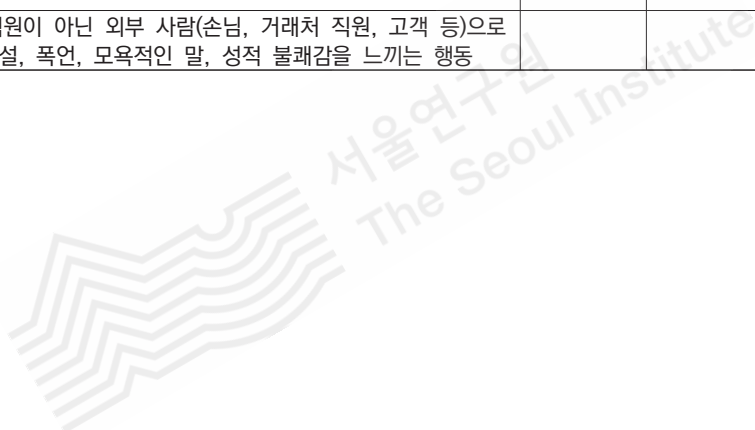 원이 아닌 외부 사람(손님, 거래처 직원, 고객 등)으로
설, 폭언, 모욕적인 말, 성적 불쾌감을 느끼는 행동
서울연구원
The Seoul Institute